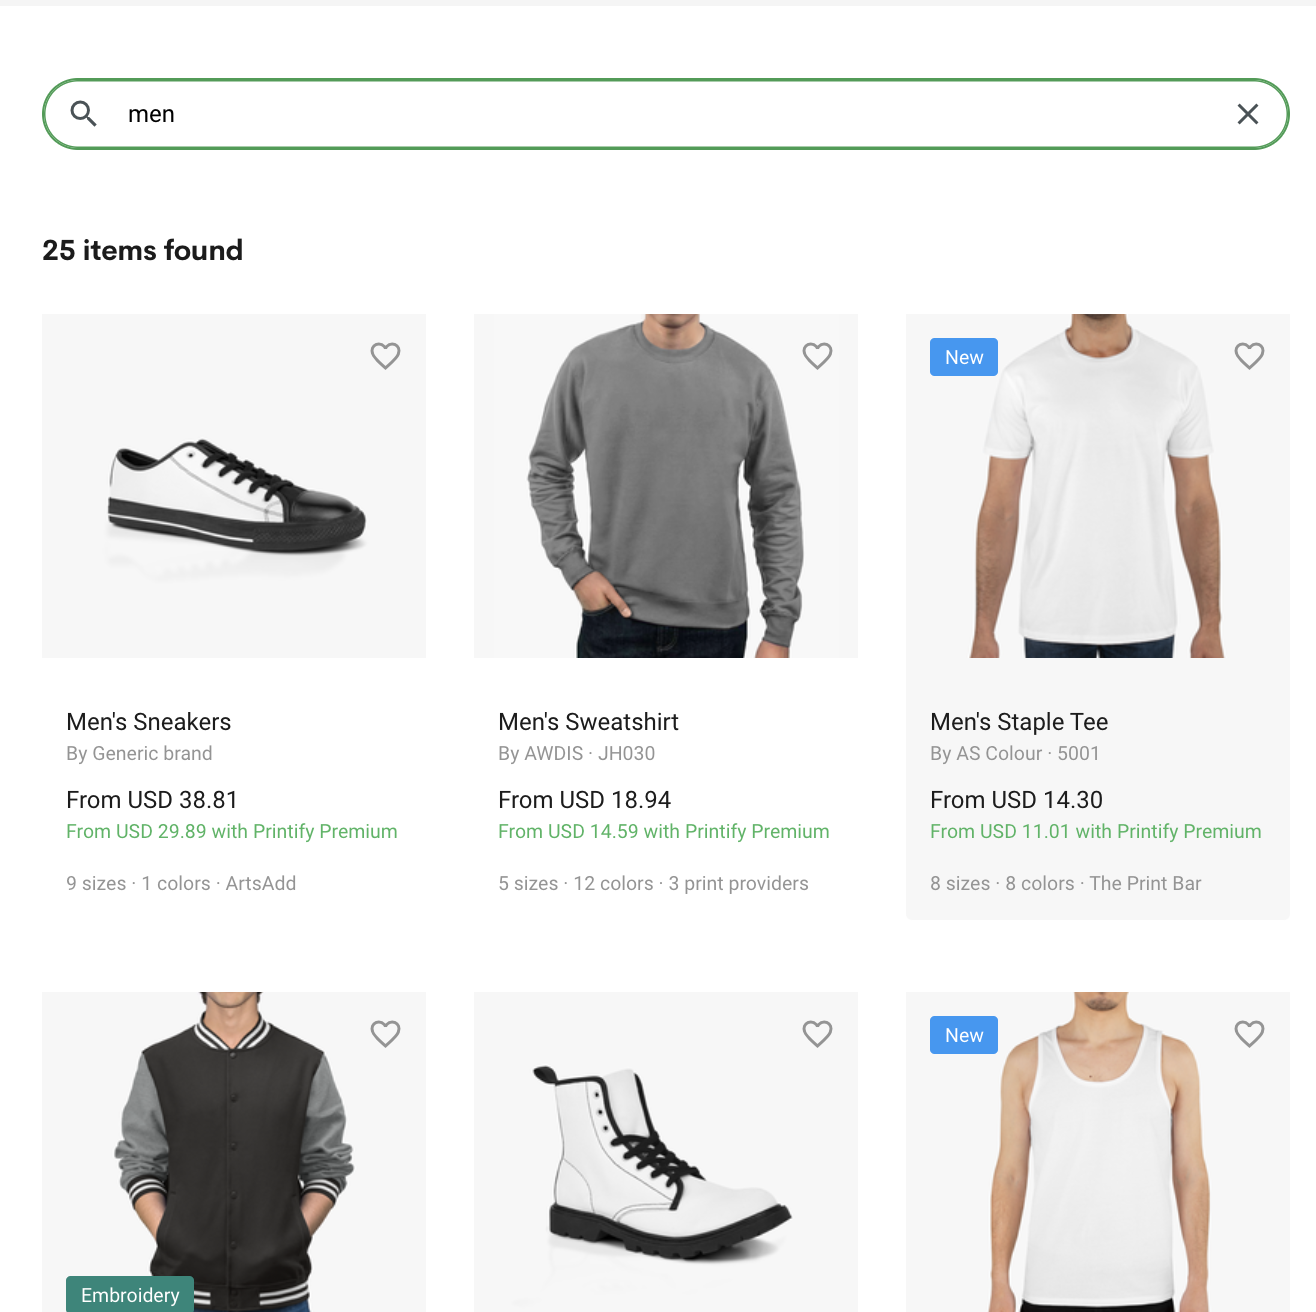 men
25 items found
New
Men's Sneakers
By Generic brand
From USD 38.81
From USD 29.89 with Printify Premium
9 sizes · 1 colors · ArtsAdd
Men's Sweatshirt
By AWDIS · JH030
From USD 18.94
From USD 14.59 with Printify Premium
5 sizes · 12 colors · 3 print providers
Men's Staple Tee
By AS Colour · 5001
From USD 14.30
From USD 11.01 with Printify Premium
8 sizes · 8 colors · The Print Bar
New
Embroidery